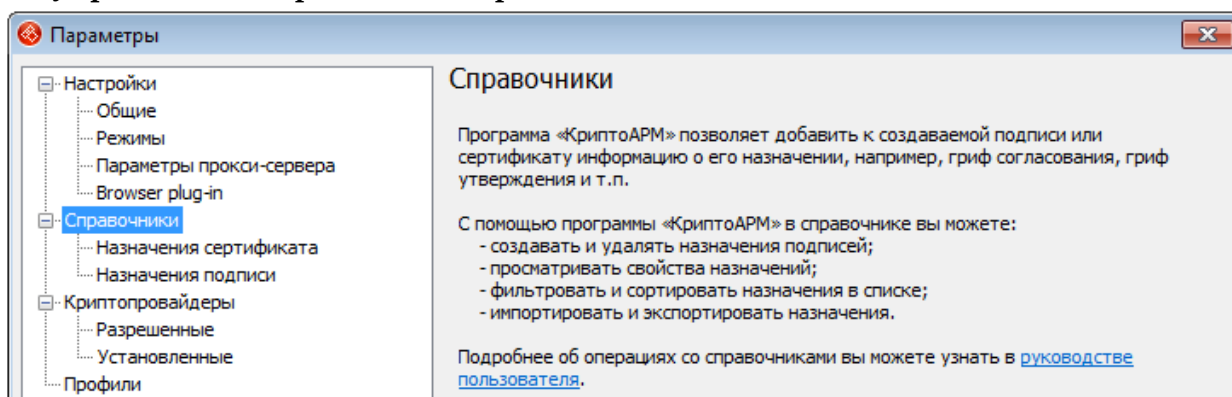 Параметры
Настройки
Общие
Режимы
Параметры прокси-сервера
Browser plug-in
Справочники
Назначения сертификата
Назначения подписи
Криптопровайдеры
Разрешенные
Установленные
Профили
Справочники
Программа «КриптоАРМ» позволяет добавить к создаваемой подписи или
сертификату информацию о его назначении, например, гриф согласования, гриф
утверждения и т.п.
С помощью программы «КриптоАРМ» в справочнике вы можете:
- создавать и удалять назначения подписей;
- просматривать свойства назначений;
- фильтровать и сортировать назначения в списке;
- импортировать и экспортировать назначения.
Подробнее об операциях со справочниками вы можете узнать в руководстве
пользователя.